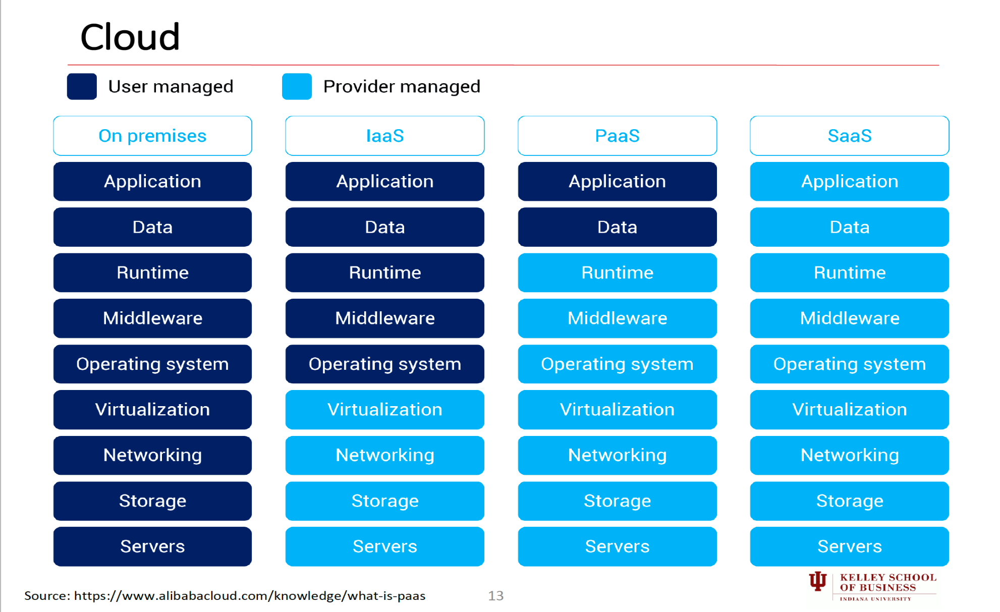 Cloud
User managed
Provider managed
On premises
IaaS
PaaS
SaaS
Application
Application
Application
Application
Data
Data
Data
Data
Runtime
Runtime
Runtime
Runtime
Middleware
Middleware
Middleware
Middleware
Operating system
Operating system
Operating system
Operating system
Virtualization
Virtualization
Virtualization
Virtualization
Networking
Networking
Networking
Networking
Storage
Storage
Storage
Storage
Servers
Servers
Servers
Servers
Source: https://www.alibabacloud.com/knowledge/what-is-paas
13
KELLEY SCHOOL
OF BUSINESS
INDIANA UNIVERSITY